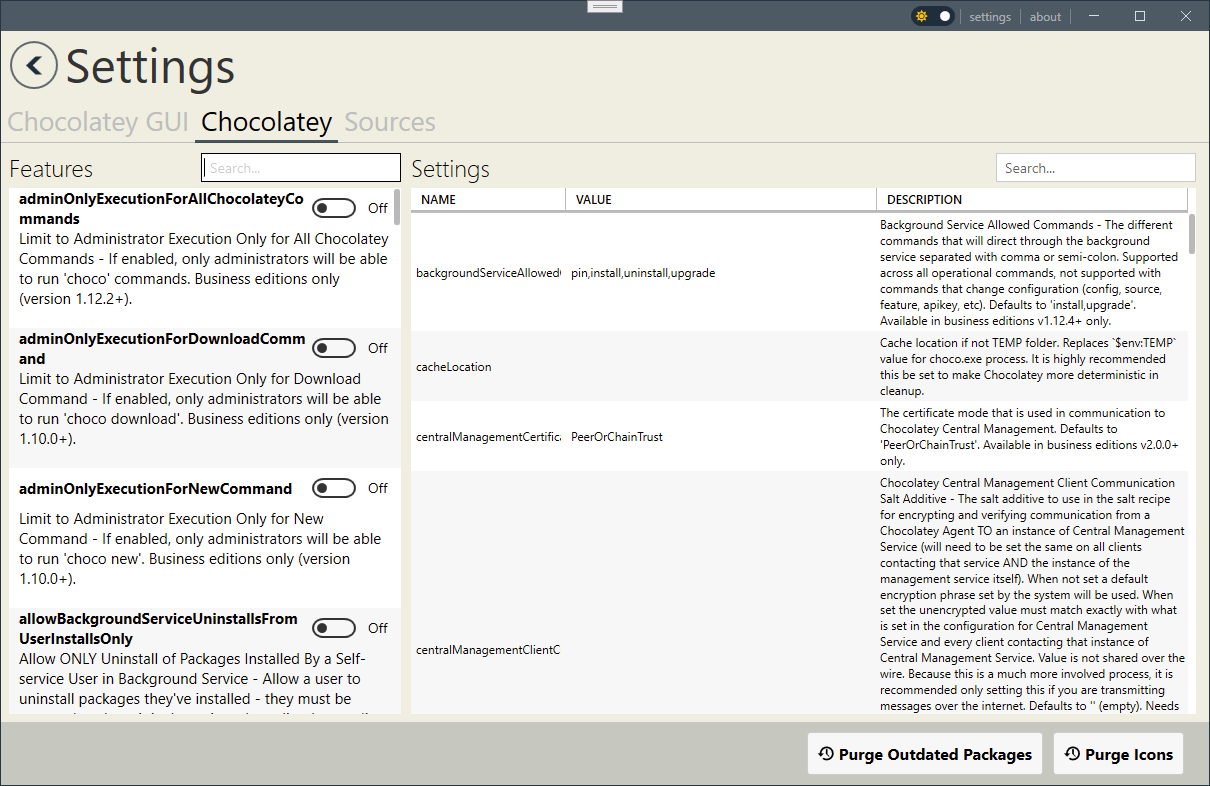 settings
about
Settings
Chocolatey GUI
Chocolatey
Sources
Features
Search...
adminOnlyExecutionForAllChocolateyCo
mmands
Off
Limit to Administrator Execution Only for All Chocolatey
Commands - If enabled, only administrators will be able
to run 'choco' commands. Business editions only
(version 1.12.2+).
adminOnlyExecutionForDownloadComm
and
Off
Limit to Administrator Execution Only for Download
Command - If enabled, only administrators will be able
to run 'choco download'. Business editions only (version
1.10.0+).
adminOnlyExecutionForNewCommand
Off
Limit to Administrator Execution Only for New
Command - If enabled, only administrators will be able
to run 'choco new'. Business editions only (version
1.10.0+).
allowBackgroundServiceUninstallsFrom
UserInstallsOnly
Off
Allow ONLY Uninstall of Packages Installed By a Self-
service User in Background Service - Allow a user to
uninstall packages they've installed - they must be
Settings
Search...
NAME
VALUE
DESCRIPTION
backgroundServiceAllowed
pin,install,uninstall,upgrade
Background Service Allowed Commands - The different
commands that will direct through the background
service separated with comma or semi-colon. Supported
across all operational commands, not supported with
commands that change configuration (config, source,
feature, apikey, etc). Defaults to 'install,upgrade'.
Available in business editions v1.12.4+ only.
cacheLocation
Cache location if not TEMP folder. Replaces `$env:TEMP`
value for choco.exe process. It is highly recommended
this be set to make Chocolatey more deterministic in
cleanup.
centralManagementCertifica
PeerOrChainTrust
The certificate mode that is used in communication to
Chocolatey Central Management. Defaults to
'PeerOrChainTrust'. Available in business editions v2.0.0+
only.
centralManagementClientC
Chocolatey Central Management Client Communication
Salt Additive - The salt additive to use in the salt recipe
for encrypting and verifying communication from a
Chocolatey Agent TO an instance of Central Management
Service (will need to be set the same on all clients
contacting that service AND the instance of the
management service itself). When not set a default
encryption phrase set by the system will be used. When
set the unencrypted value must match exactly with what
is set in the configuration for Central Management
Service and every client contacting that instance of
Central Management Service. Value is not shared over the
wire. Because this is a much more involved process, it is
recommended only setting this if you are transmitting
messages over the internet. Defaults to '' (empty). Needs
Purge Outdated Packages
Purge Icons